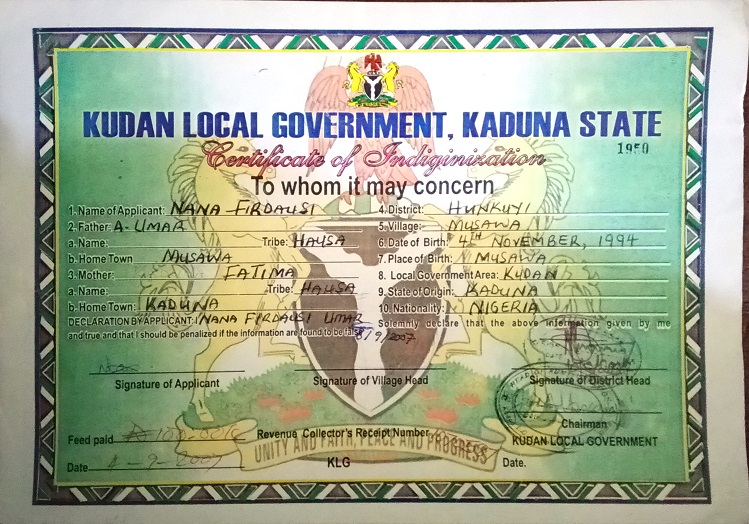 KUDAN LOCAL GOVERNMENT, KADUNA STATE
Certificate of Indiginization
1950
To whom it may concern
1. Name of Applicant: NANA FIRDAUSI
2. Father: A. UMAR
a. Name: Tribe: HAUSA
b. Home Town MUSAWA
3. Mother: FATIMA
a. Name: Tribe: HAUSA
b. Home Town: KADUNA
4. District: HUNKUYI
5. Village: MUSAWA
6. Date of Birth: 4TH NOVEMBER, 1994
7. Place of Birth: MUSAWA
8. Local Government Area: KUDAN
9. State of Origin: KADUNA
10. Nationality: NIGERIA
DECLARATION BY APPLICANT: I NANA FIRDAUSI UMAR Solemnly declare that the above information given by me
and true and that I should be penalized if the information are found to be false
8/9/2007
Signature of Applicant
Signature of Village Head
Signature of District Head
Chairman
KUDAN LOCAL GOVERNMENT
Feed paid
Revenue Collector's Receipt Number
UNITY AND FAITH, PEACE AND PROGRESS
Date -9-2007
KLG
Date.